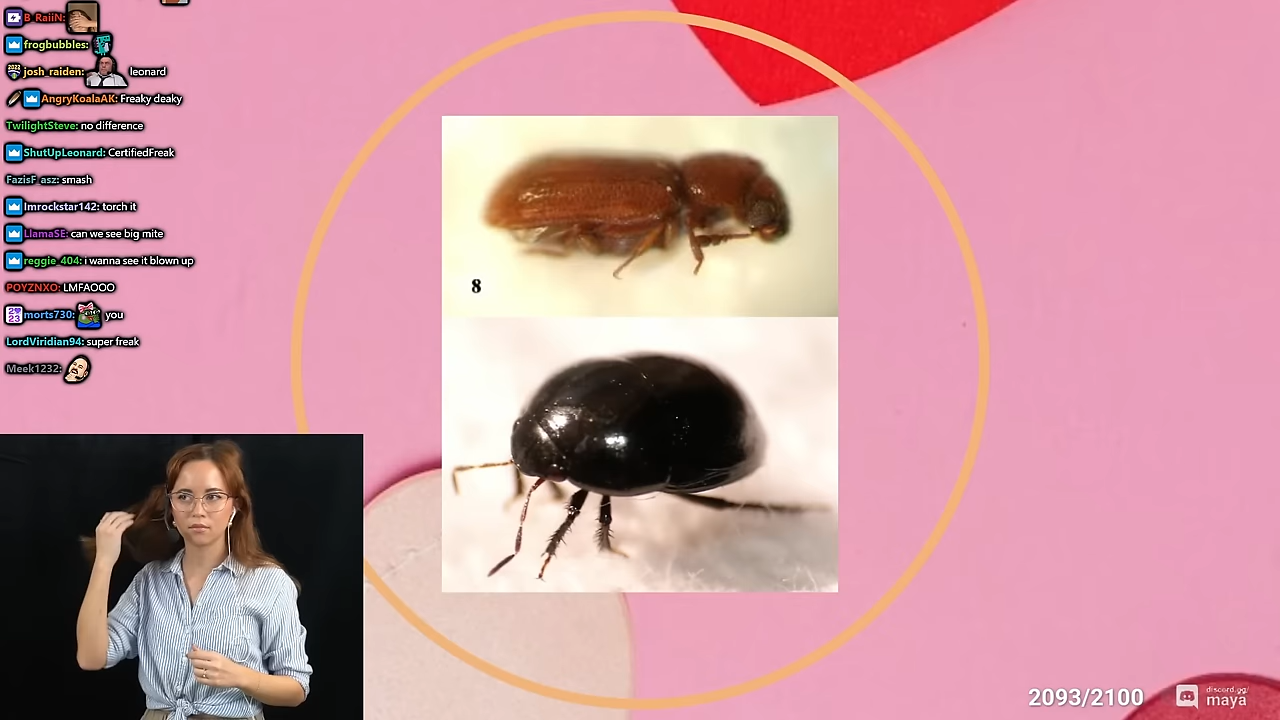 B_RaiiN:
frogbubbles:
josh_raiden: leonard
AngryKoalaAK: Freaky deaky
TwilightSteve: no difference
ShutUpLeonard: CertifiedFreak
FazisF_asz: smash
Imrockstar142: torch it
LlamaSE: can we see big mite
reggie_404: i wanna see it blown up
POYZNXO: LMFAOOO
morts730: you
LordViridian94: super freak
Meek1232:
8
2093/2100
discord.gg/
maya